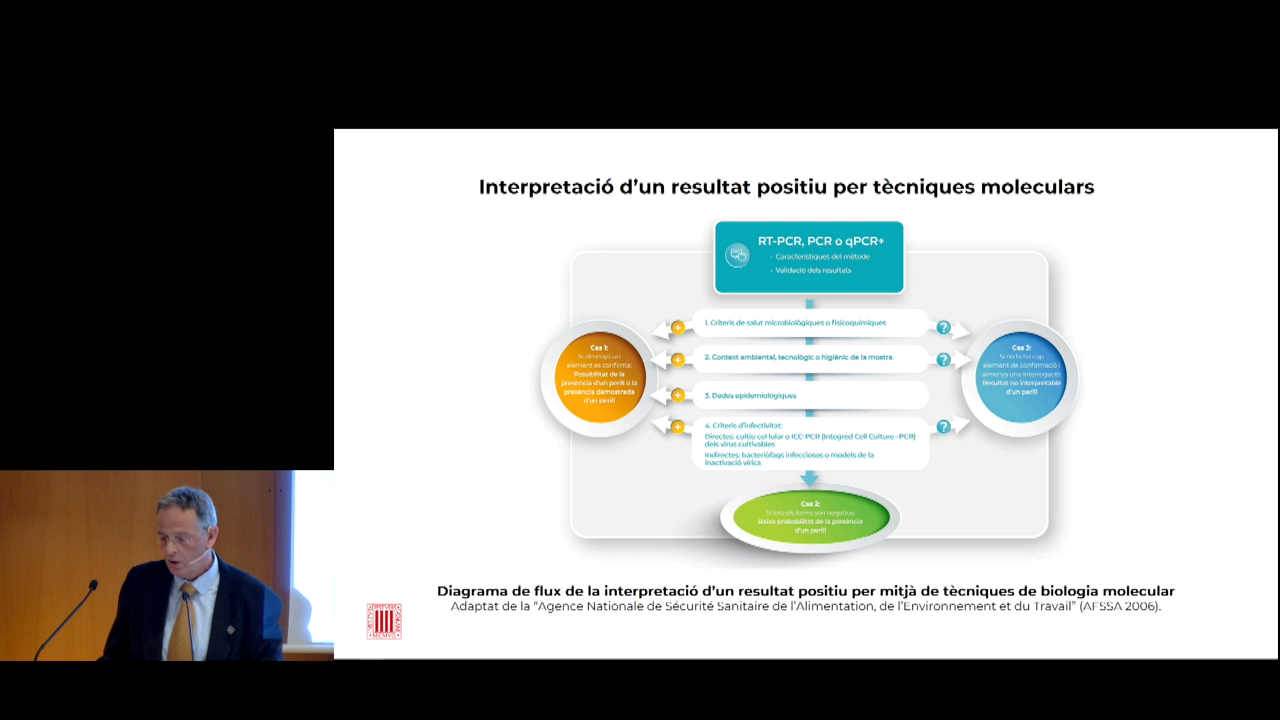 Interpretació d'un resultat positiu per tècniques moleculars
RT-PCR, PCR o qPCR+
· Característiques del mètode
· Validació dels resultats
1. Criteris de salut microbiològiques o fisicoquímiques
2. Context ambiental, tecnològic o higiènic de la mostra
3. Dades epidemiològiques
4. Criteris d'infectivitat:
Directes: cultiu cel·lular o ICC-PCR (Integred Cell Culture - PCR)
dels virus cultivables
Indirectes: bacteriòfags infecciosos o models de la
inactivació vírica
Cas 1:
Si almenys un
element es confirma:
Possibilitat de la
presència d'un perill o la
presència demostrada
d'un perill
Cas 3:
Si no hi ha cap
element de confirmació i
almenys una interrogació:
Resultat no interpretable
d'un perill
Cas 2:
Si tots els ítems són negatius:
Baixa probabilitat de la presència
d'un perill
Diagrama de flux de la interpretació d'un resultat positiu per mitjà de tècniques de biologia molecular
Adaptat de la "Agence Nationale de Sécurité Sanitaire de l'Alimentation, de l'Environnement et du Travail" (AFSSA 2006).